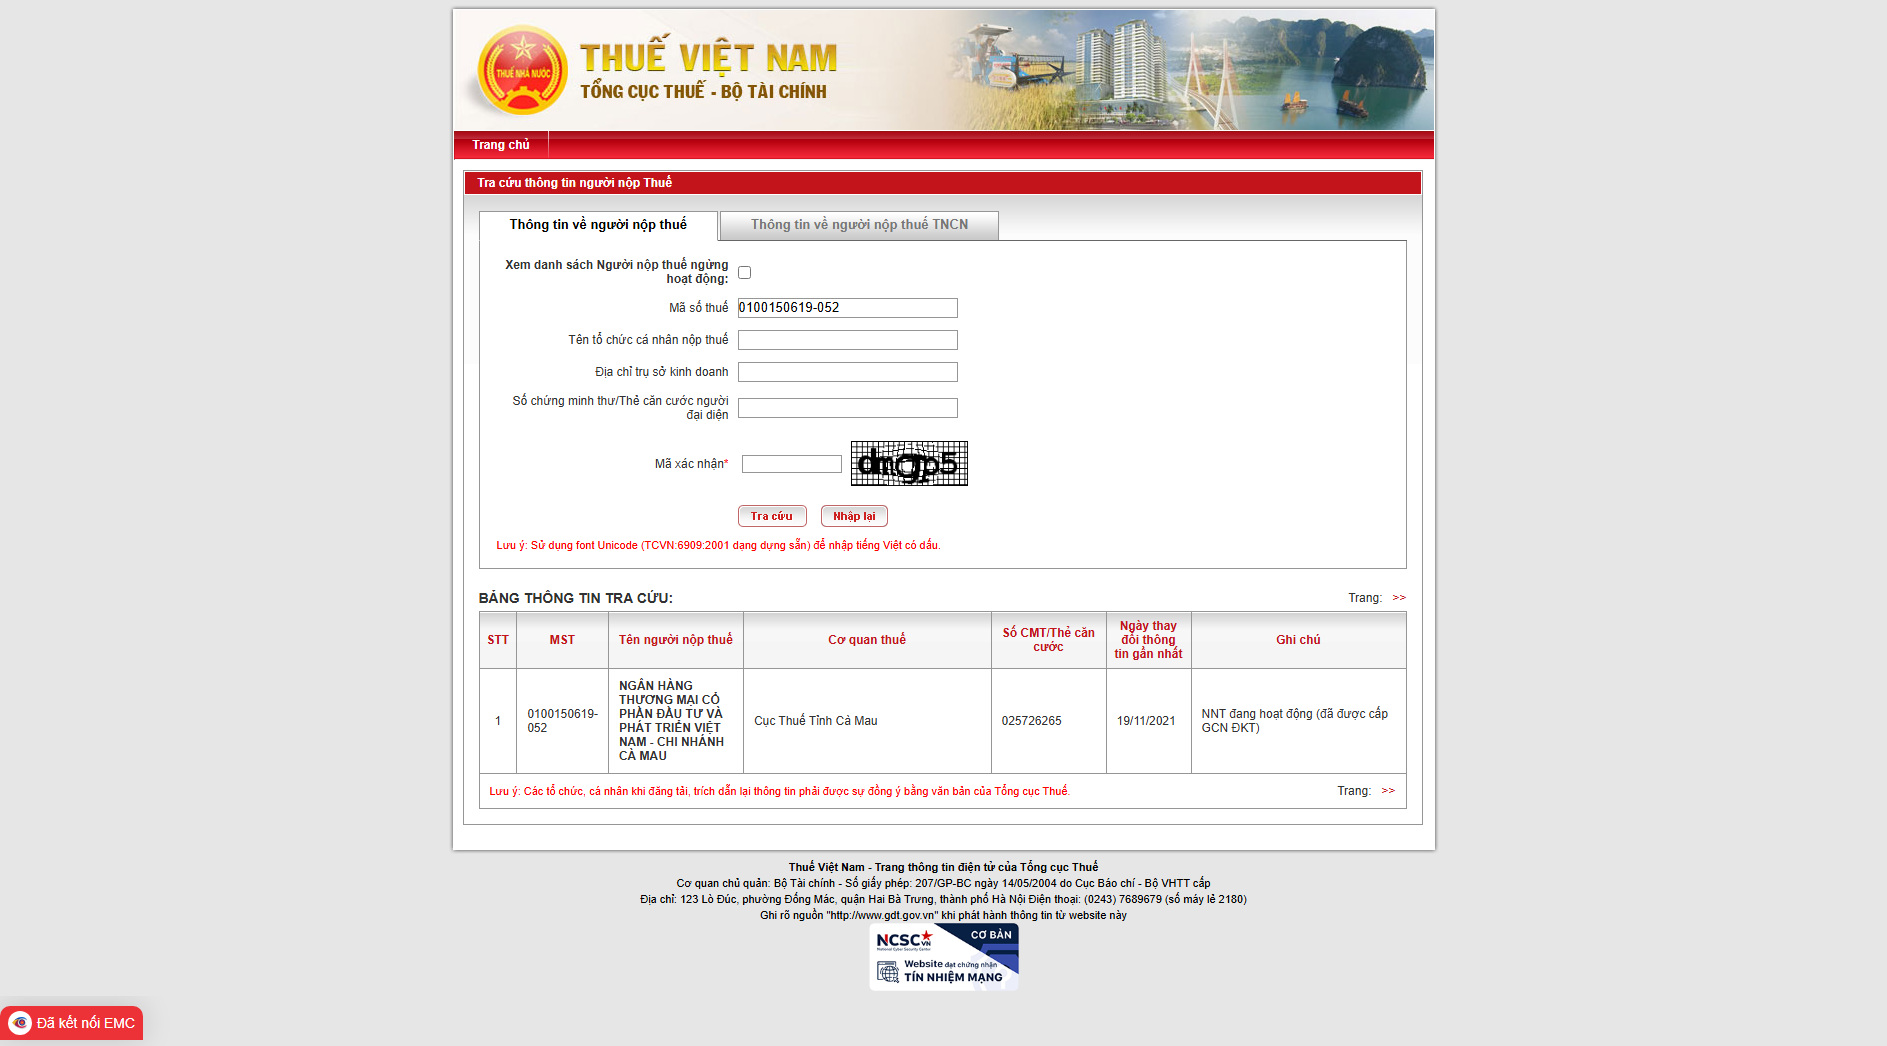 THUẾ NHÀ NƯỚC
THUẾ VIỆT NAM
TỔNG CỤC THUẾ - BỘ TÀI CHÍNH
Trang chủ
Tra cứu thông tin người nộp Thuế
Thông tin về người nộp thuế
Thông tin về người nộp thuế TNCN
Xem danh sách Người nộp thuế ngừng
hoạt động:
Mã số thuế
0100150619-052
Tên tổ chức cá nhân nộp thuế
Địa chỉ trụ sở kinh doanh
Số chứng minh thư/Thẻ căn cước người
đại diện
Mã xác nhận*
Tra cứu
Nhập lại
Lưu ý: Sử dụng font Unicode (TCVN:6909:2001 dạng dựng sẵn) để nhập tiếng Việt có dấu.
BẢNG THÔNG TIN TRA CỨU:
Trang: >>
STT
MST
Tên người nộp thuế
Cơ quan thuế
Số CMT/Thẻ căn
cước
Ngày thay
đổi thông
tin gần nhất
Ghi chú
1
0100150619-
052
NGÂN HÀNG
THƯƠNG MẠI CỔ
PHẦN ĐẦU TƯ VÀ
PHÁT TRIỂN VIỆT
NAM - CHI NHÁNH
CÀ MAU
Cục Thuế Tỉnh Cà Mau
025726265
19/11/2021
NNT đang hoạt động (đã được cấp
GCN ĐKT)
Lưu ý: Các tổ chức, cá nhân khi đăng tải, trích dẫn lại thông tin phải được sự đồng ý bằng văn bản của Tổng cục Thuế.
Trang: >>
Thuế Việt Nam - Trang thông tin điện tử của Tổng cục Thuế
Cơ quan chủ quản: Bộ Tài chính - Số giấy phép: 207/GP-BC ngày 14/05/2004 do Cục Báo chí - Bộ VHTT cấp
Địa chỉ: 123 Lò Đúc, phường Đống Mác, quận Hai Bà Trưng, thành phố Hà Nội Điện thoại: (0243) 7689679 (số máy lẻ 2180)
Ghi rõ nguồn "http://www.gdt.gov.vn" khi phát hành thông tin từ website này
NCSC VN
National Cyber Security Center
CƠ BẢN
Website đạt chứng nhận
TÍN NHIỆM MẠNG
Đã kết nối EMC